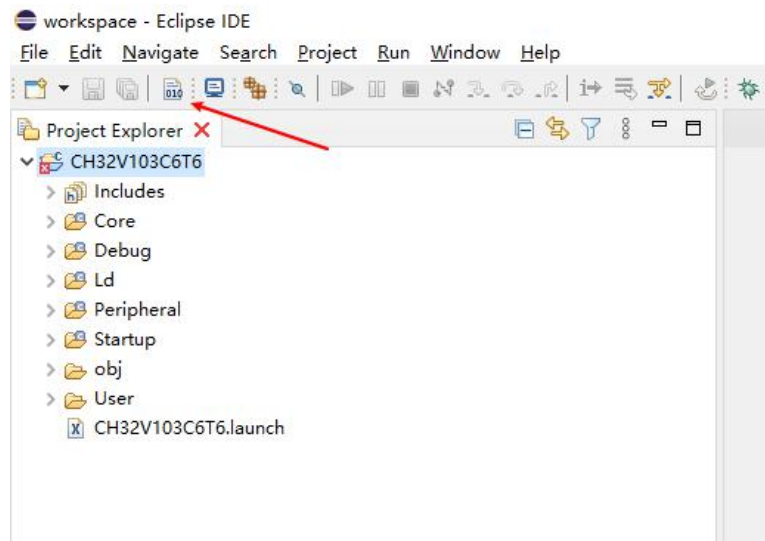 workspace - Eclipse IDE
File Edit Navigate Search Project Run Window Help
010
Project Explorer
CH32V103C6T6
Includes
Core
Debug
Ld
Peripheral
Startup
obj
User
CH32V103C6T6.launch